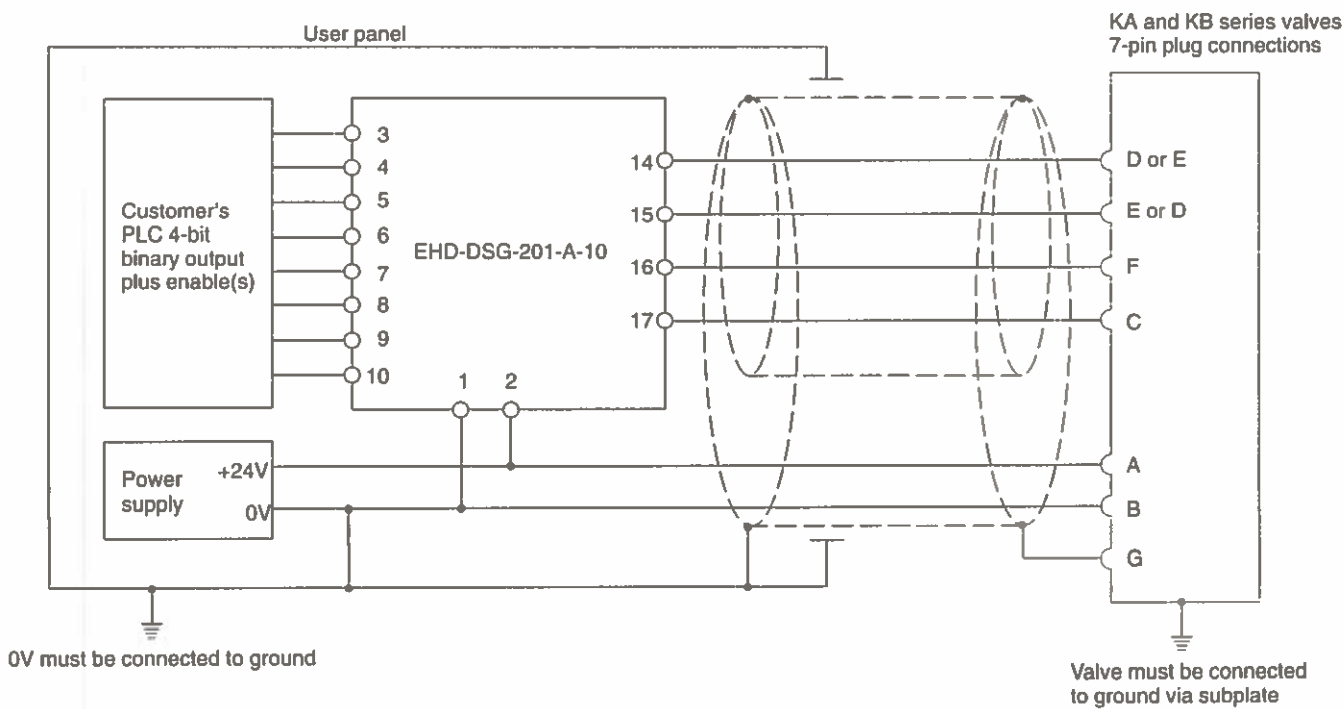 User panel
KA and KB series valves
7-pin plug connections
Customer's
PLC 4-bit
binary output
plus enable(s)
3
4
5
6
7
8
9
10
EHD-DSG-201-A-10
1
2
14
15
16
17
D or E
E or D
F
C
A
B
G
Power
supply
+24V
0V
0V must be connected to ground
Valve must be connected
to ground via subplate